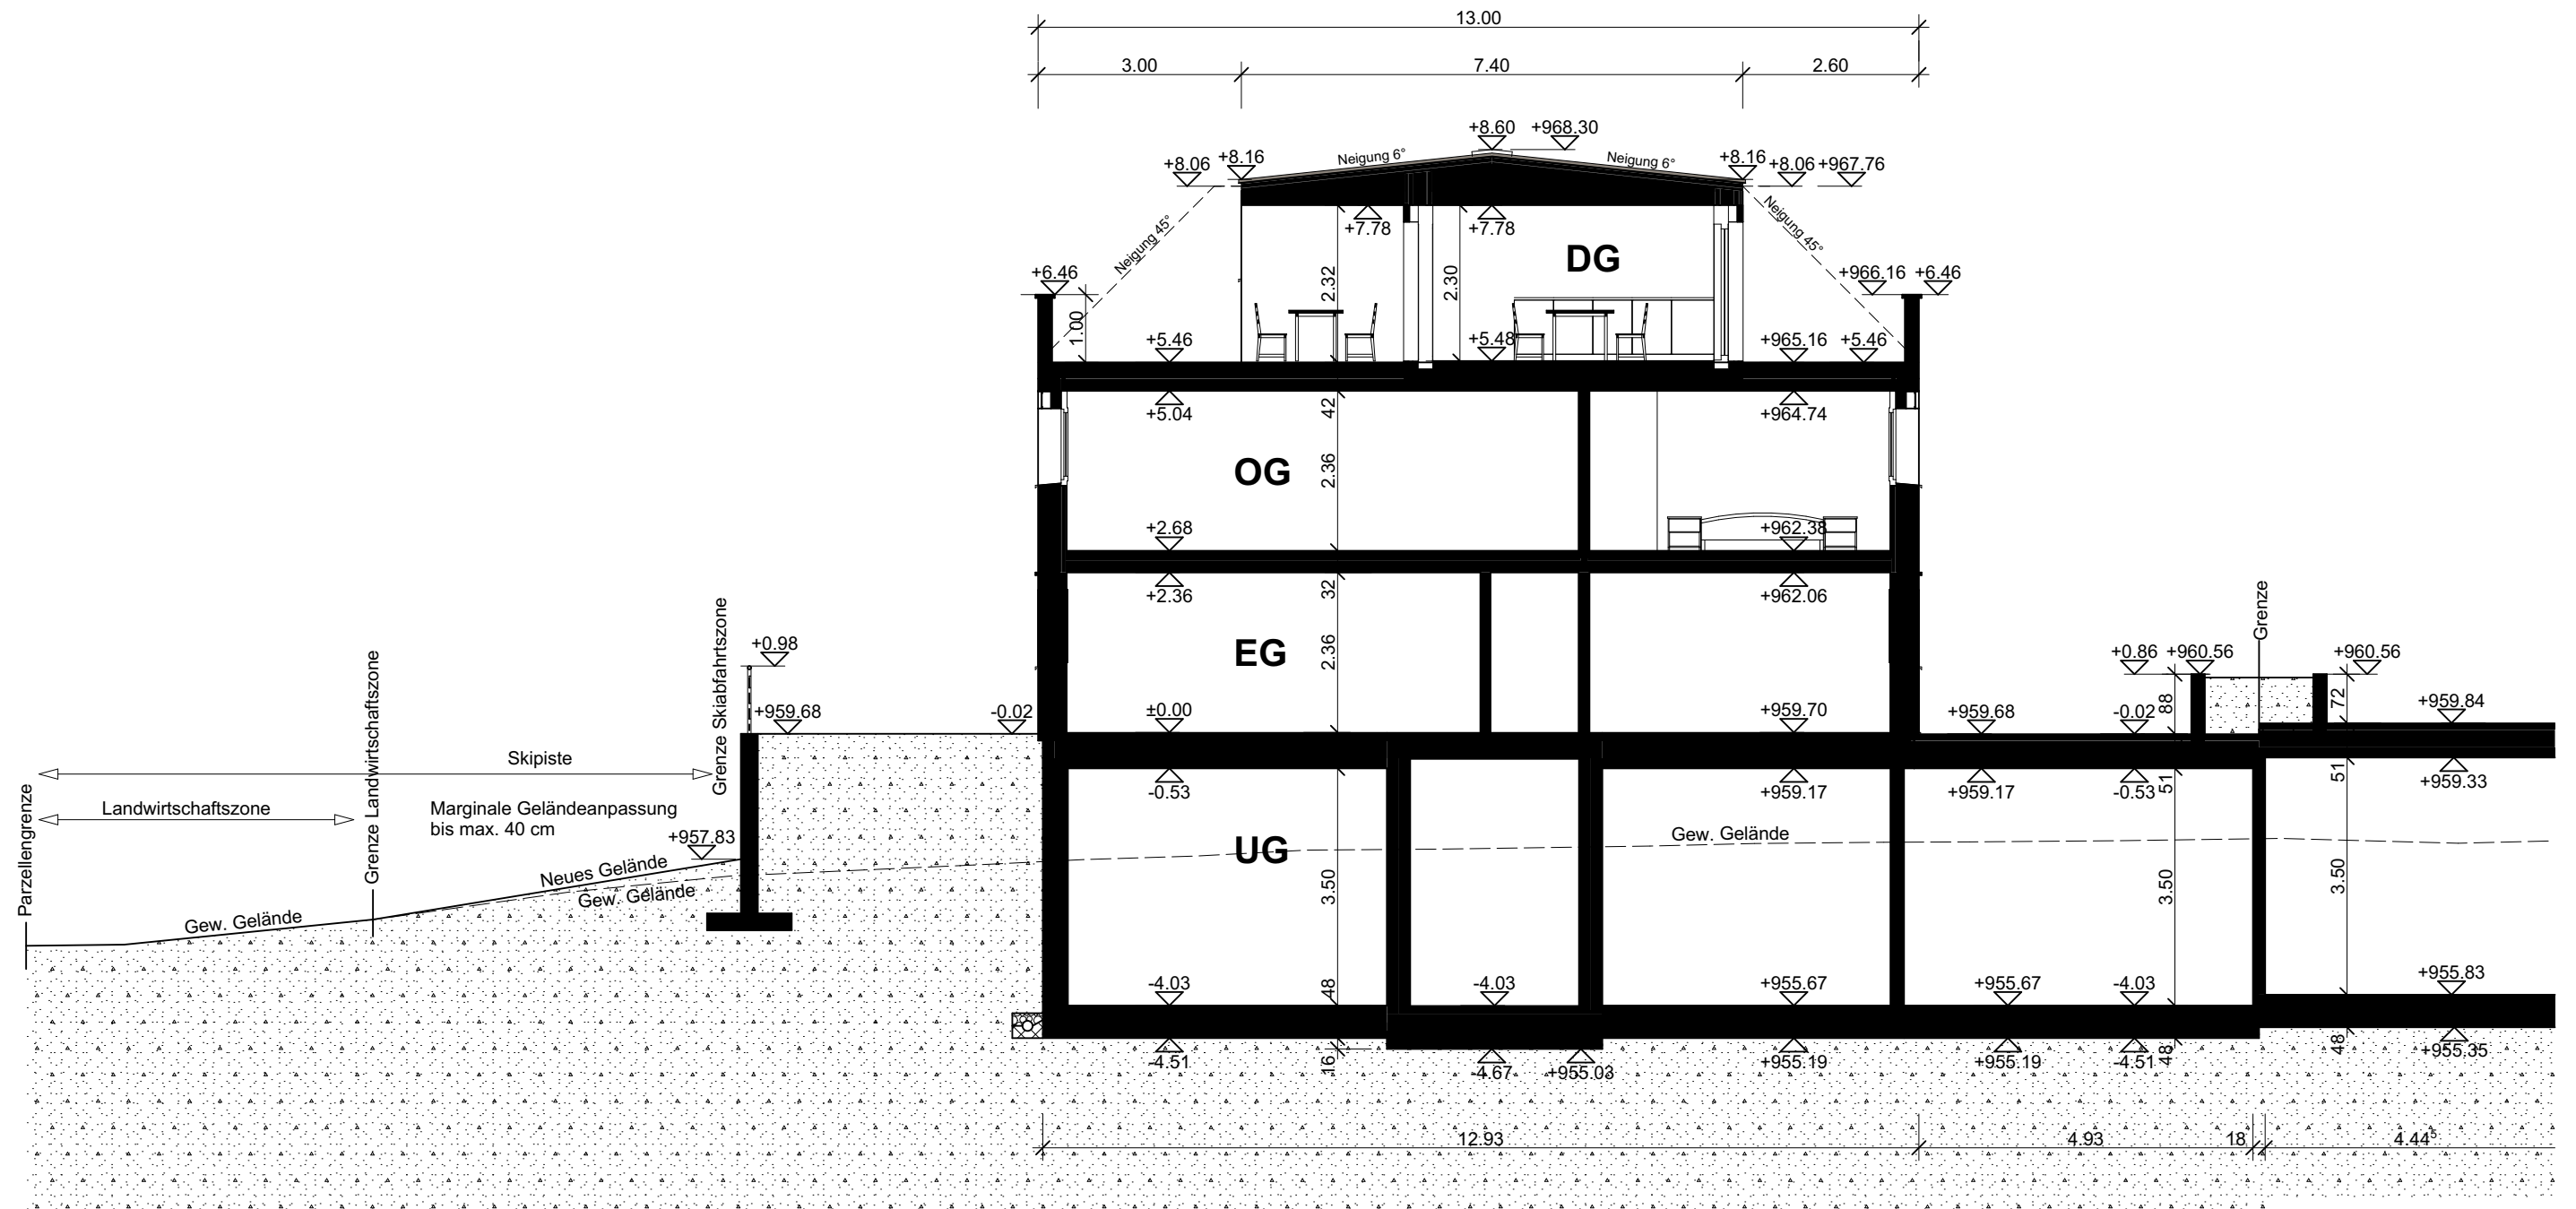 13.00
3.00 7.40 2.60
+8.60 +968.30
+8.06 +8.16 Neigung 6° Neigung 6° +8.16 +8.06 +967.76
Neigung 45° +7.78 +7.78 Neigung 45°
DG
+6.46 2.32 2.30 +966.16 +6.46
1.00
+5.46 +5.48 +965.16 +5.46
+5.04 42 +964.74
OG 2.36
+2.68 +962.38
+2.36 32 +962.06
EG 2.36
Grenze
+0.98 +0.86 +960.56 +960.56
88 72
+959.68 -0.02 ±0.00 +959.70 +959.68 -0.02 +959.84
Grenze Skiabfahrtszone
Grenze Landwirtschaftszone
Parzellengrenze
Skipiste
-0.53 +959.17 +959.17 -0.53 51 51 +959.33
Landwirtschaftszone
Marginale Geländeanpassung
bis max. 40 cm
+957.83 Gew. Gelände
UG
Neues Gelände
Gew. Gelände
Gew. Gelände
3.50 3.50 3.50
-4.03 48 -4.03 +955.67 +955.67 -4.03 +955.83
-4.51 16 -4.67 +955.03 +955.19 +955.19 -4.51 48 48 +955.35
12.93 4.93 18 4.44⁵